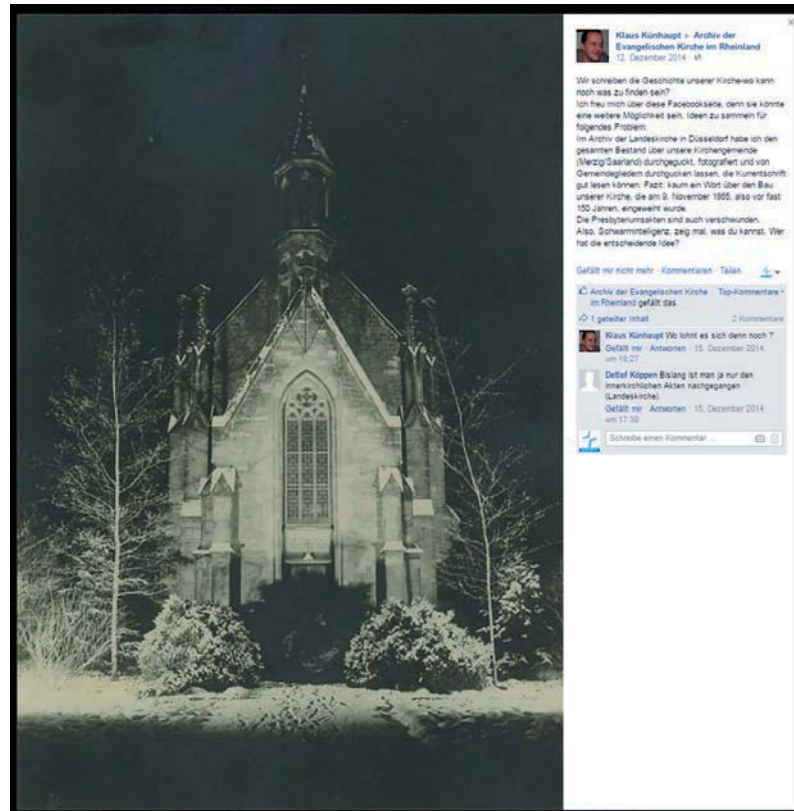 Klaus Künhaupt ▸ Archiv der
Evangelischen Kirche im Rheinland
12. Dezember 2014 ·
Wir schreiben die Geschichte unserer Kirche-wo kann
noch was zu finden sein?
Ich freu mich über diese Facebookseite, denn sie könnte
eine weitere Möglichkeit sein, Ideen zu sammeln für
folgendes Problem:
Im Archiv der Landeskirche in Düsseldorf habe ich den
gesamten Bestand über unsere Kirchengemeinde
(Merzig/Saarland) durchgeguckt, fotografiert und von
Gemeindegliedern durchgucken lassen, die Kurrentschrift
gut lesen können. Fazit: kaum ein Wort über den Bau
unserer Kirche, die am 9. November 1865, also vor fast
150 Jahren, eingeweiht wurde.
Die Presbyteriumsakten sind auch verschwunden.
Also, Schwarmintelligenz, zeig mal, was du kannst. Wer
hat die entscheidende Idee?
Gefällt mir nicht mehr · Kommentieren · Teilen
Archiv der Evangelischen Kirche Top-Kommentare
im Rheinland gefällt das.
1 geteilter Inhalt 2 Kommentare
Klaus Künhaupt Wo lohnt es sich denn noch ?
Gefällt mir · Antworten · 15. Dezember 2014
um 18:27
Detlef Köppen Bislang ist man ja nur den
innerkirchlichen Akten nachgegangen
(Landeskirche).
Gefällt mir · Antworten · 15. Dezember 2014
um 17:30
Schreibe einen Kommentar ...